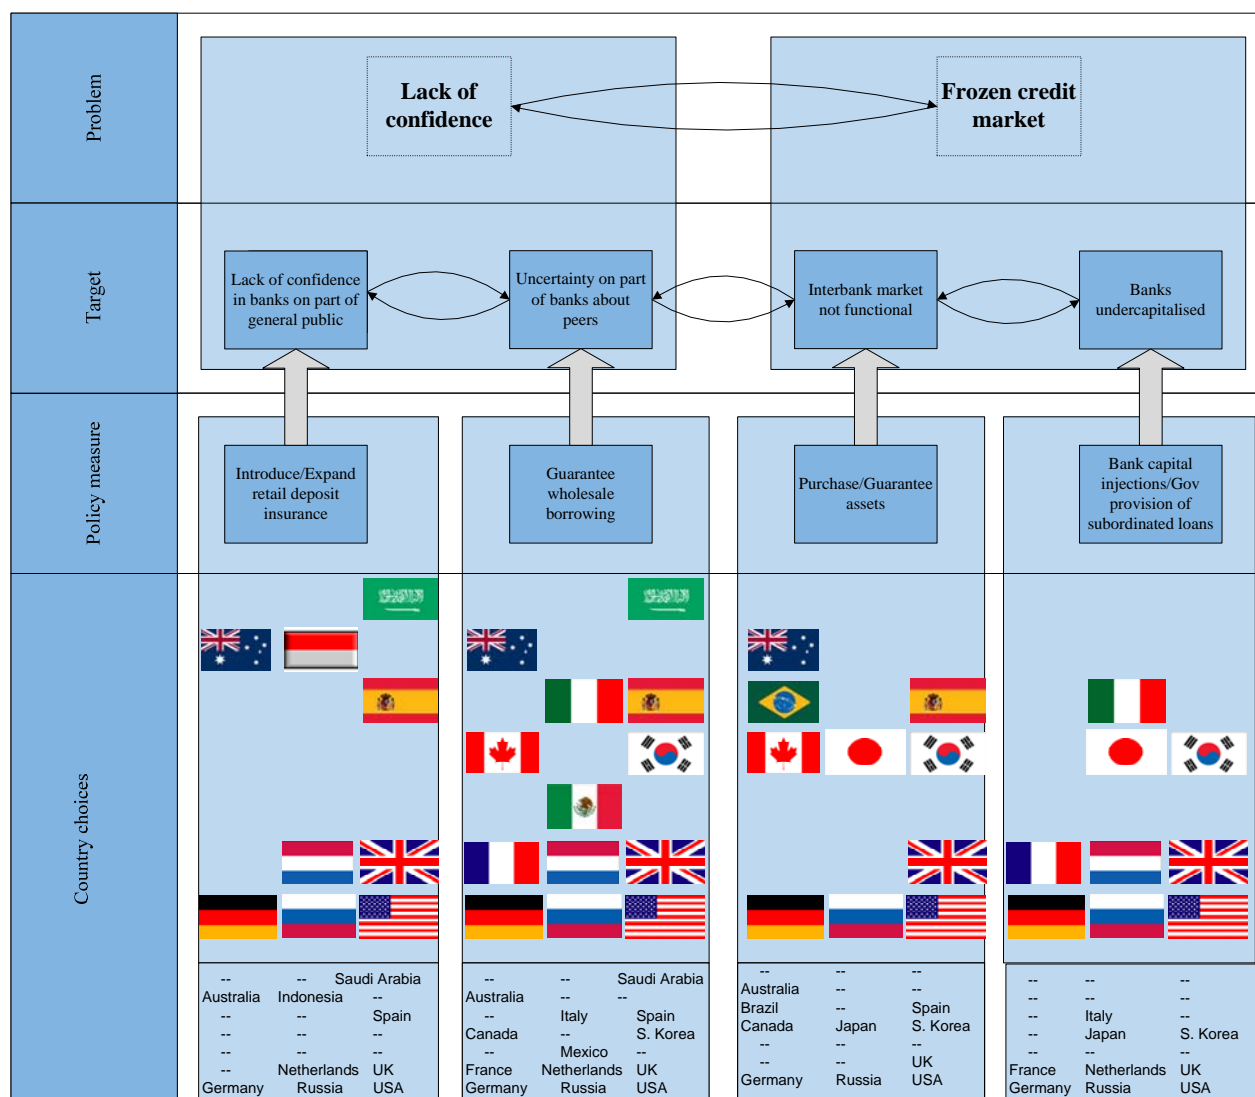 Problem
Lack of
confidence
Frozen credit
market
Target
Lack of confidence
in banks on part of
general public
Uncertainty on part
of banks about
peers
Interbank market
not functional
Banks
undercapitalised
Policy measure
Introduce/Expand
retail deposit
insurance
Guarantee
wholesale
borrowing
Purchase/Guarantee
assets
Bank capital
injections/Gov
provision of
subordinated loans
Country choices
-- -- Saudi Arabia
Australia Indonesia --
-- -- Spain
-- -- --
-- -- --
-- Netherlands UK
Germany Russia USA
-- -- Saudi Arabia
Australia -- --
-- Italy Spain
Canada -- S. Korea
-- Mexico --
France Netherlands UK
Germany Russia USA
-- -- --
Australia -- --
Brazil -- Spain
Canada Japan S. Korea
-- -- --
-- -- UK
Germany Russia USA
-- -- --
-- -- --
-- Italy --
-- Japan S. Korea
-- -- --
France Netherlands UK
Germany Russia USA